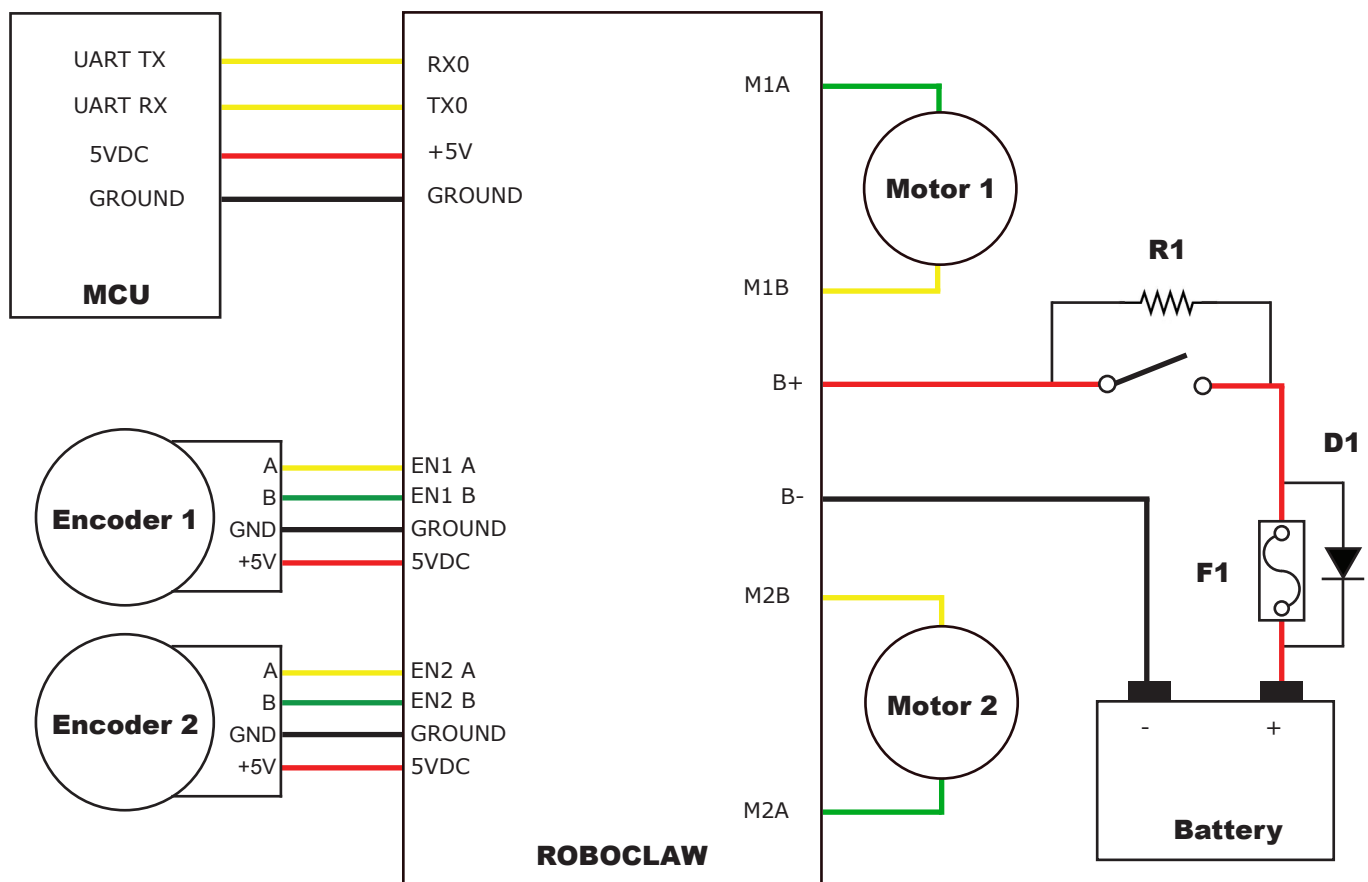 UART TX
UART RX
5VDC
GROUND
MCU
RX0
TX0
+5V
GROUND
M1A
Motor 1
M1B
R1
B+
D1
B-
F1
A
B
GND
+5V
Encoder 1
EN1 A
EN1 B
GROUND
5VDC
M2B
Motor 2
M2A
A
B
GND
+5V
Encoder 2
EN2 A
EN2 B
GROUND
5VDC
- +
Battery
ROBOCLAW